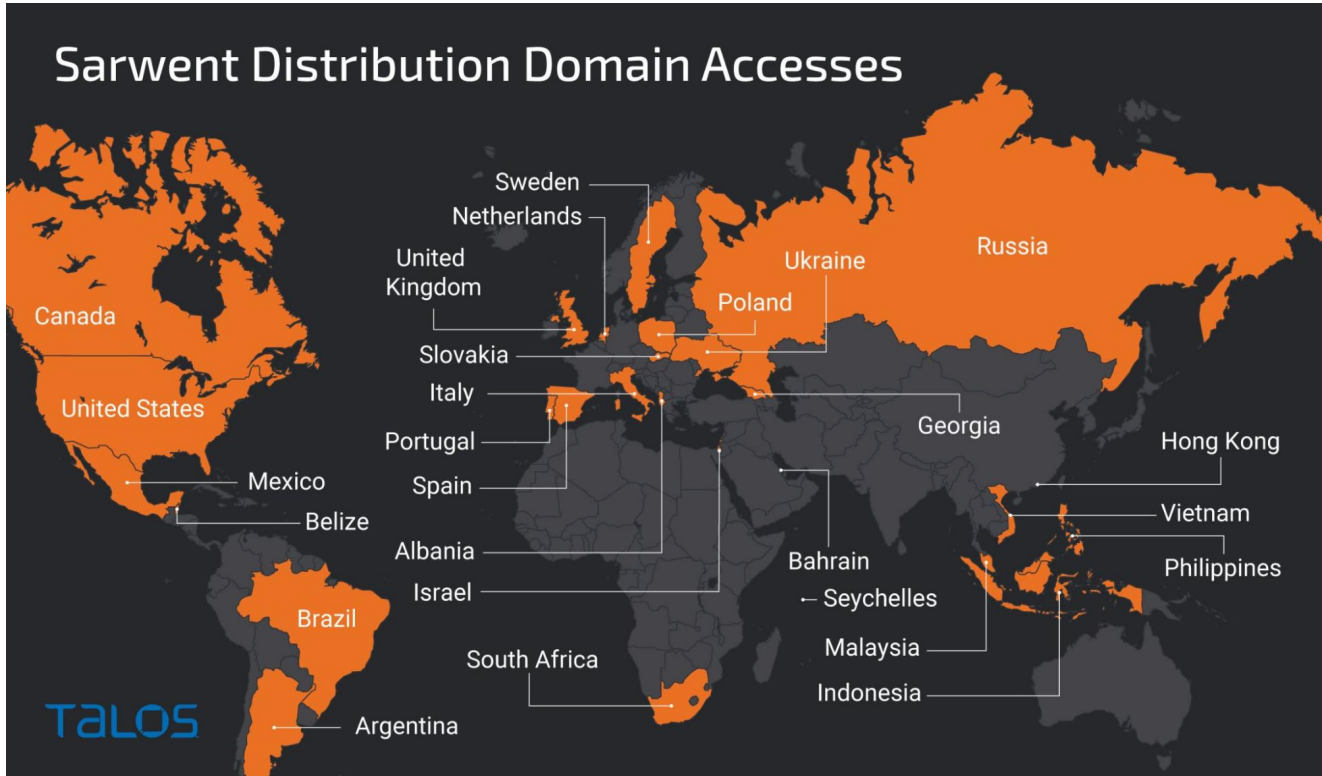 Sarwent Distribution Domain Accesses
Sweden
Netherlands
United
Kingdom
Ukraine
Russia
Poland
Canada
Slovakia
Italy
United States
Georgia
Portugal
Hong Kong
Mexico
Spain
Belize
Vietnam
Albania
Bahrain
Philippines
Israel
Seychelles
Brazil
Malaysia
South Africa
Indonesia
TALOS
Argentina